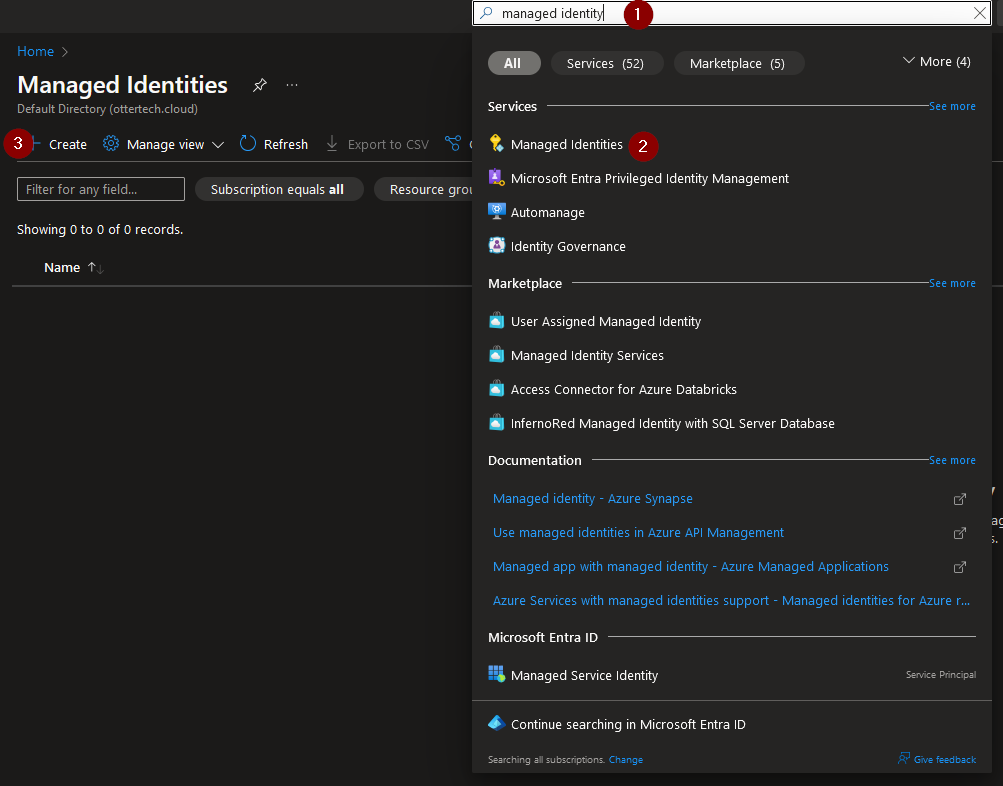 managed identity
1
Home
Managed Identities
Default Directory (ottertech.cloud)
3 Create Manage view Refresh Export to CSV
Filter for any field... Subscription equals all
Showing 0 to 0 of 0 records.
Name
All Services (52) Marketplace (5) More (4)
Services See more
Managed Identities 2
Microsoft Entra Privileged Identity Management
Automanage
Identity Governance
Marketplace See more
User Assigned Managed Identity
Managed Identity Services
Access Connector for Azure Databricks
InfernoRed Managed Identity with SQL Server Database
Documentation See more
Managed identity - Azure Synapse
Use managed identities in Azure API Management
Managed app with managed identity - Azure Managed Applications
Azure Services with managed identities support - Managed identities for Azure r...
Microsoft Entra ID
Managed Service Identity Service Principal
Continue searching in Microsoft Entra ID
Searching all subscriptions. Change Give feedback